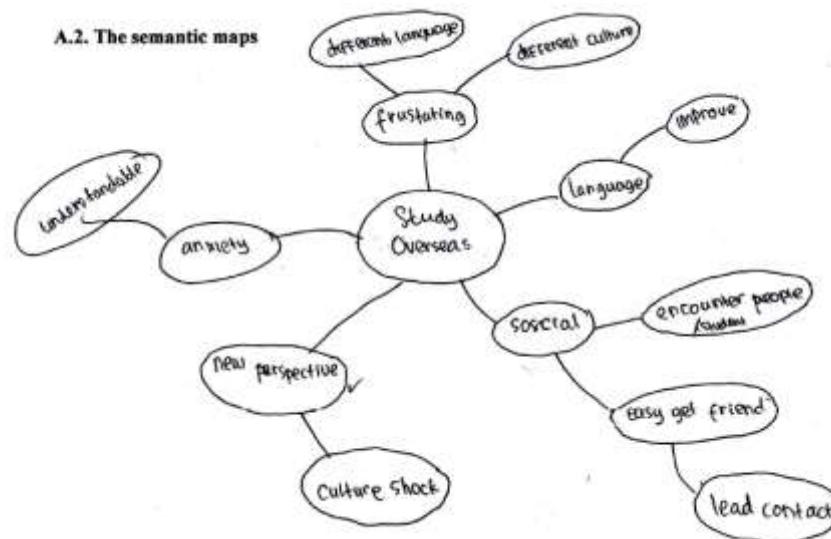 A.2. The semantic maps
different language
different culture
frustating
improve
language
Study
Overseas
understandable
anxiety
soscial
encounter people
/student
new perspective
easy get friend
culture shock
lead contact